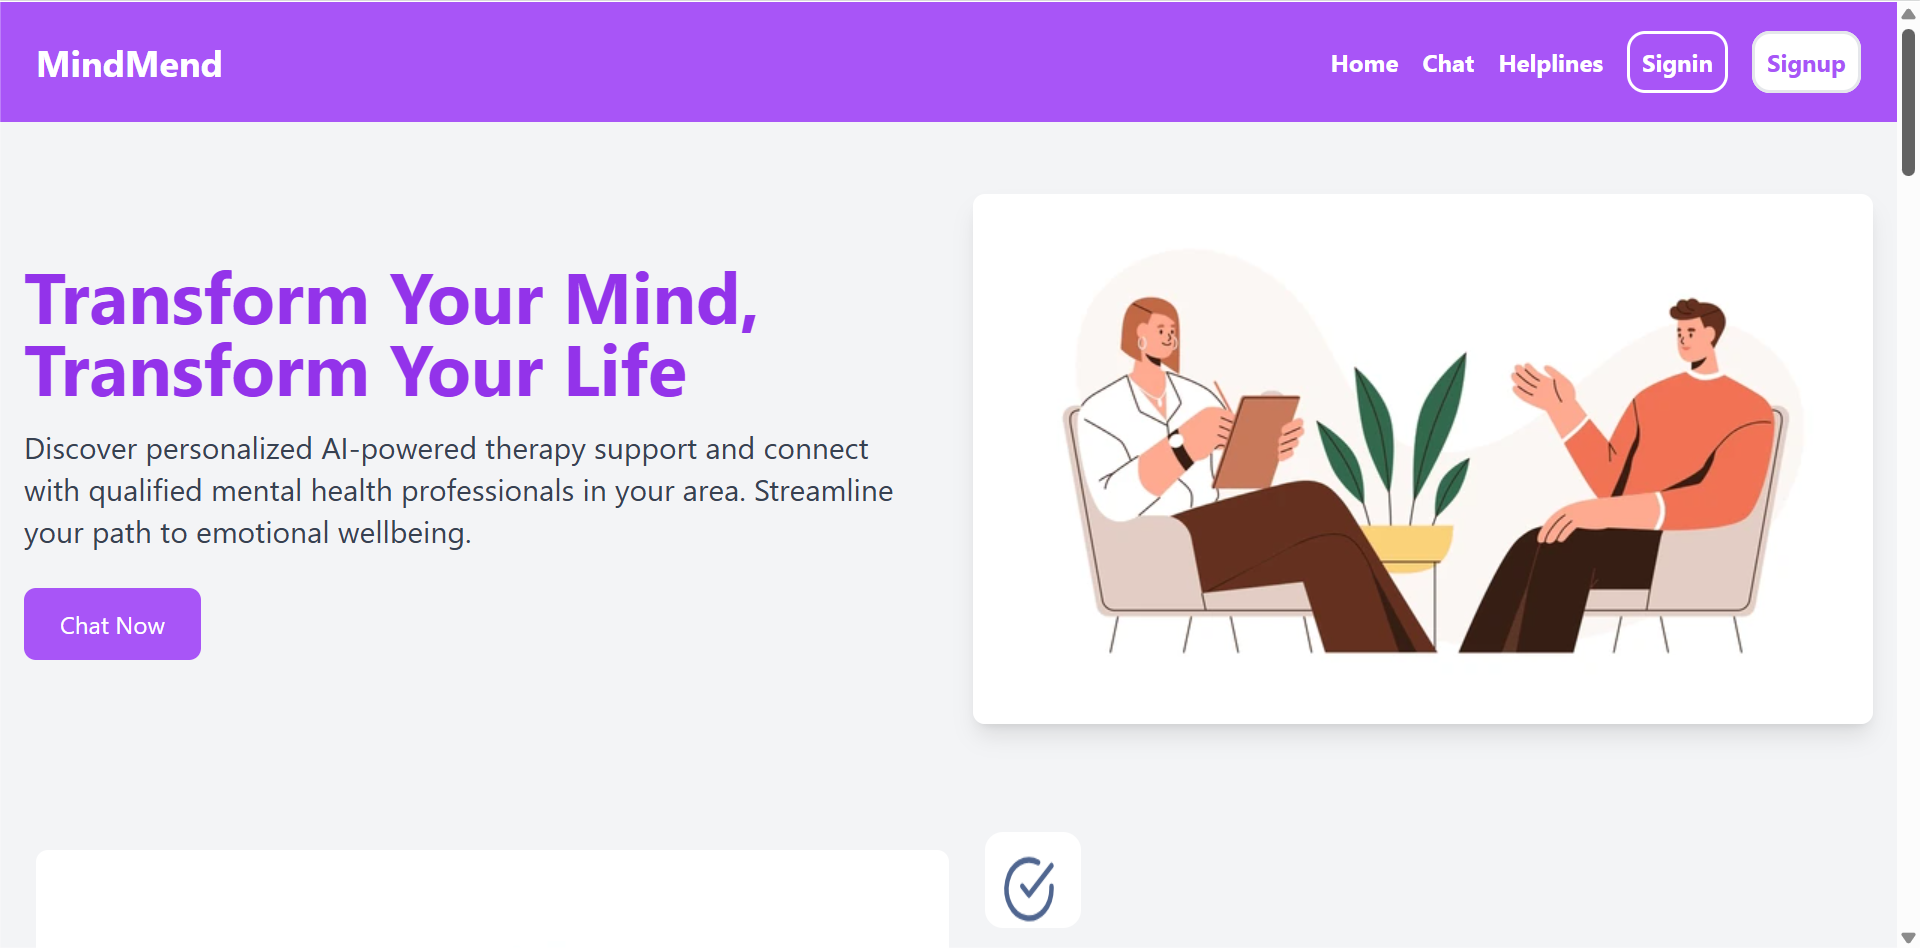 MindMend
Home Chat Helplines Signin Signup
Transform Your Mind,
Transform Your Life
Discover personalized AI-powered therapy support and connect
with qualified mental health professionals in your area. Streamline
your path to emotional wellbeing.
Chat Now